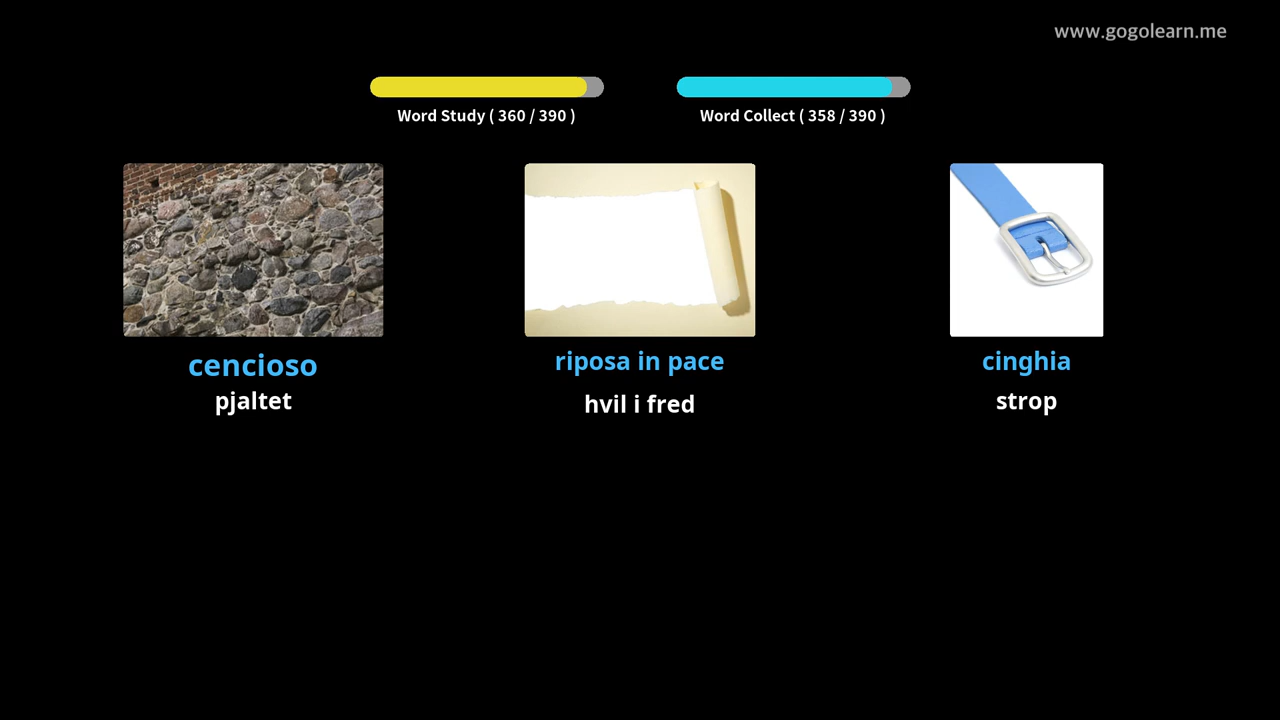 www.gogolearn.me
Word Study ( 360 / 390 )
Word Collect ( 358 / 390 )
cencioso
pjaltet
riposa in pace
hvil i fred
cinghia
strop